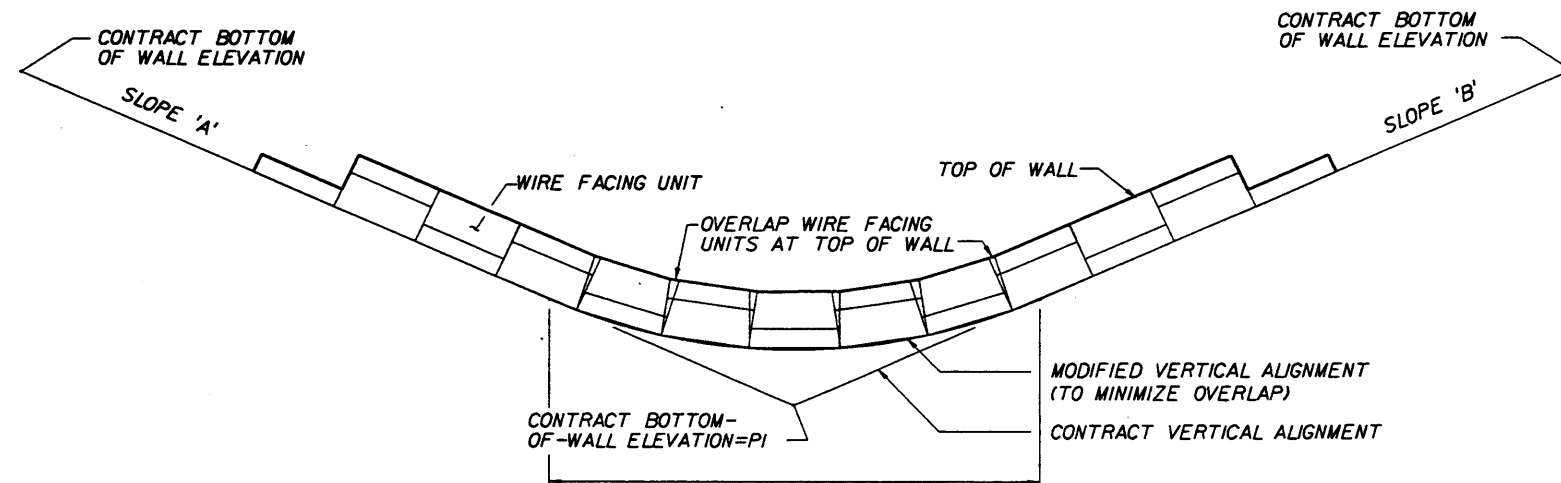 CONTRACT BOTTOM
OF WALL ELEVATION
CONTRACT BOTTOM
OF WALL ELEVATION
SLOPE 'A'
SLOPE 'B'
WIRE FACING UNIT
TOP OF WALL
OVERLAP WIRE FACING
UNITS AT TOP OF WALL
MODIFIED VERTICAL ALIGNMENT
(TO MINIMIZE OVERLAP)
CONTRACT BOTTOM-
OF-WALL ELEVATION=PI
CONTRACT VERTICAL ALIGNMENT